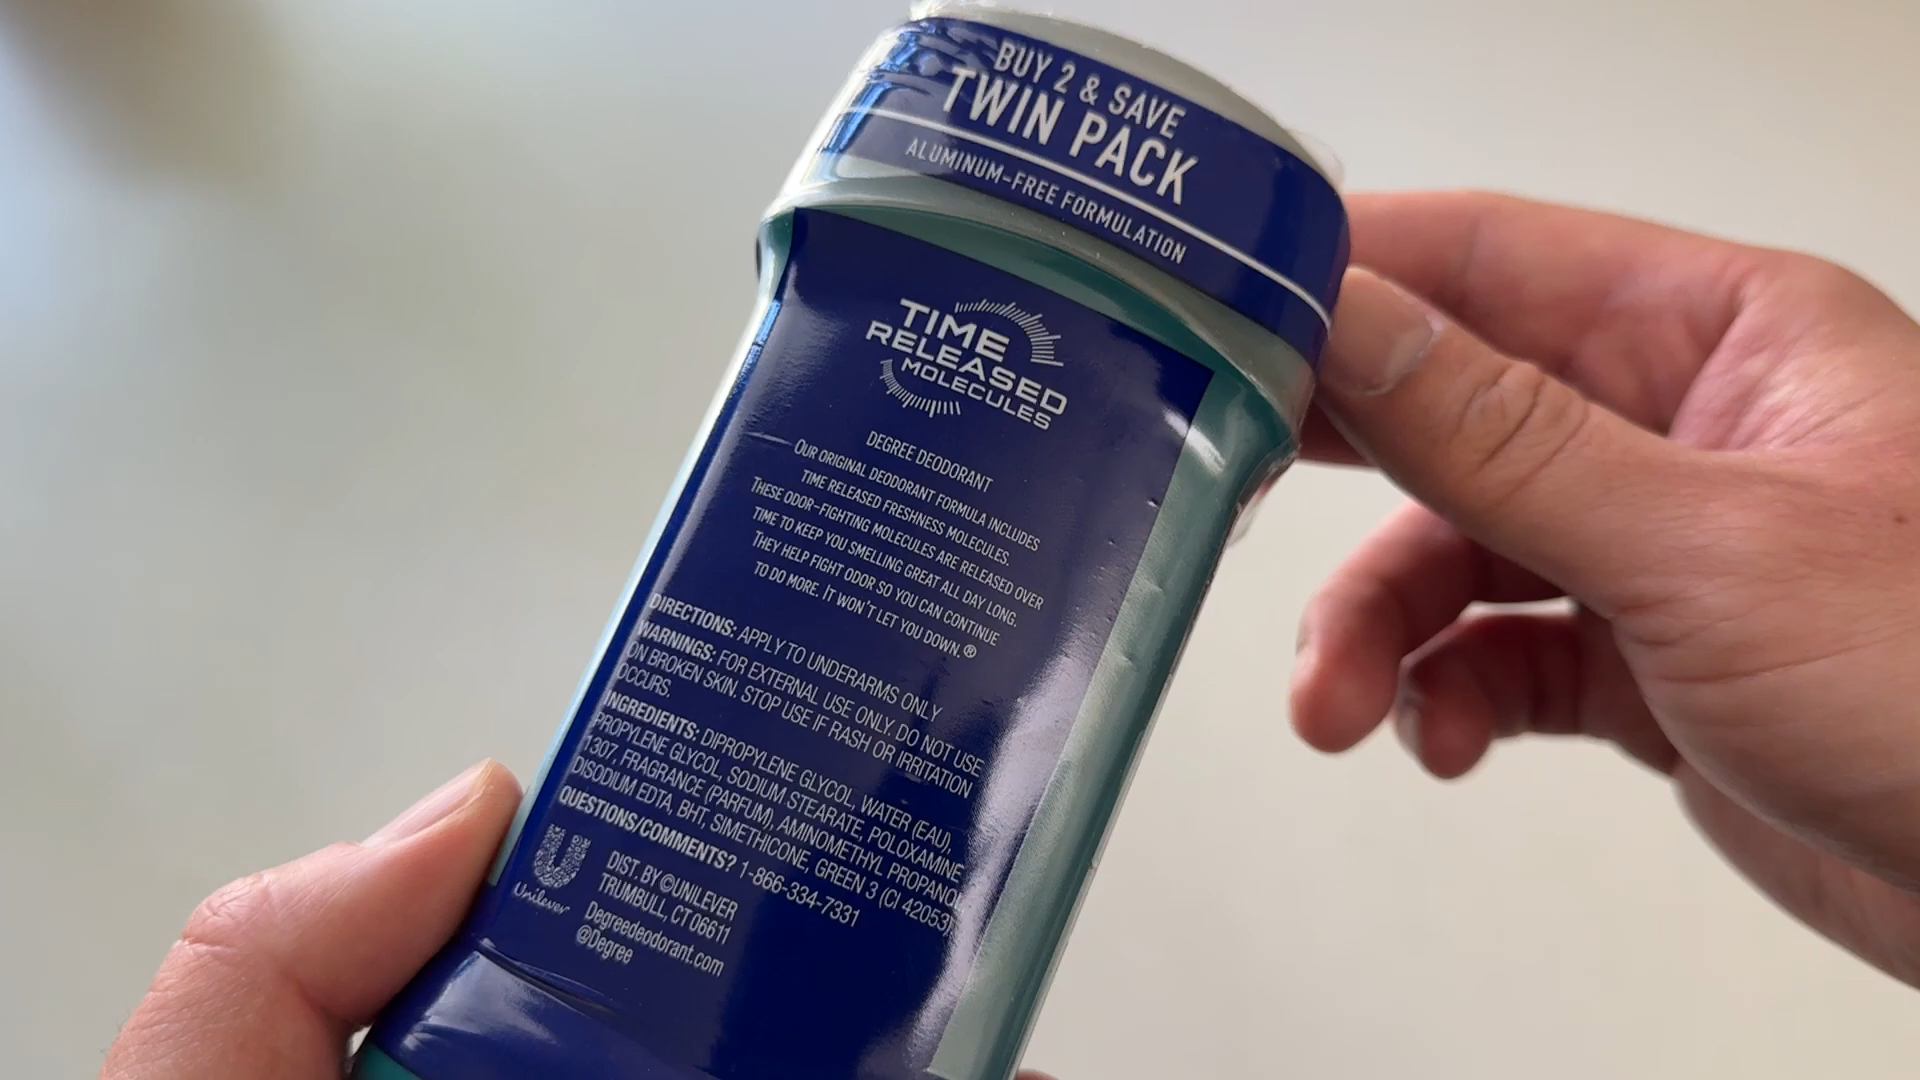 BUY 2 & SAVE
TWIN PACK
ALUMINUM-FREE FORMULATION
TIME
RELEASED
MOLECULES
DEGREE DEODORANT
OUR ORIGINAL DEODORANT FORMULA INCLUDES
TIME RELEASED FRESHNESS MOLECULES.
THESE ODOR-FIGHTING MOLECULES ARE RELEASED OVER
TIME TO KEEP YOU SMELLING GREAT ALL DAY LONG.
THEY HELP FIGHT ODOR SO YOU CAN CONTINUE
TO DO MORE. IT WON'T LET YOU DOWN.®
DIRECTIONS: APPLY TO UNDERARMS ONLY
WARNINGS: FOR EXTERNAL USE ONLY. DO NOT USE
ON BROKEN SKIN. STOP USE IF RASH OR IRRITATION
OCCURS.
INGREDIENTS: DIPROPYLENE GLYCOL, WATER (EAU),
PROPYLENE GLYCOL, SODIUM STEARATE, POLOXAMINE
1307, FRAGRANCE (PARFUM), AMINOMETHYL PROPANOL,
DISODIUM EDTA, BHT, SIMETHICONE, GREEN 3 (CI 42053).
QUESTIONS/COMMENTS? 1-866-334-7331
Unilever
DIST. BY ©UNILEVER
TRUMBULL, CT 06611
Degreedeodorant.com
@Degree